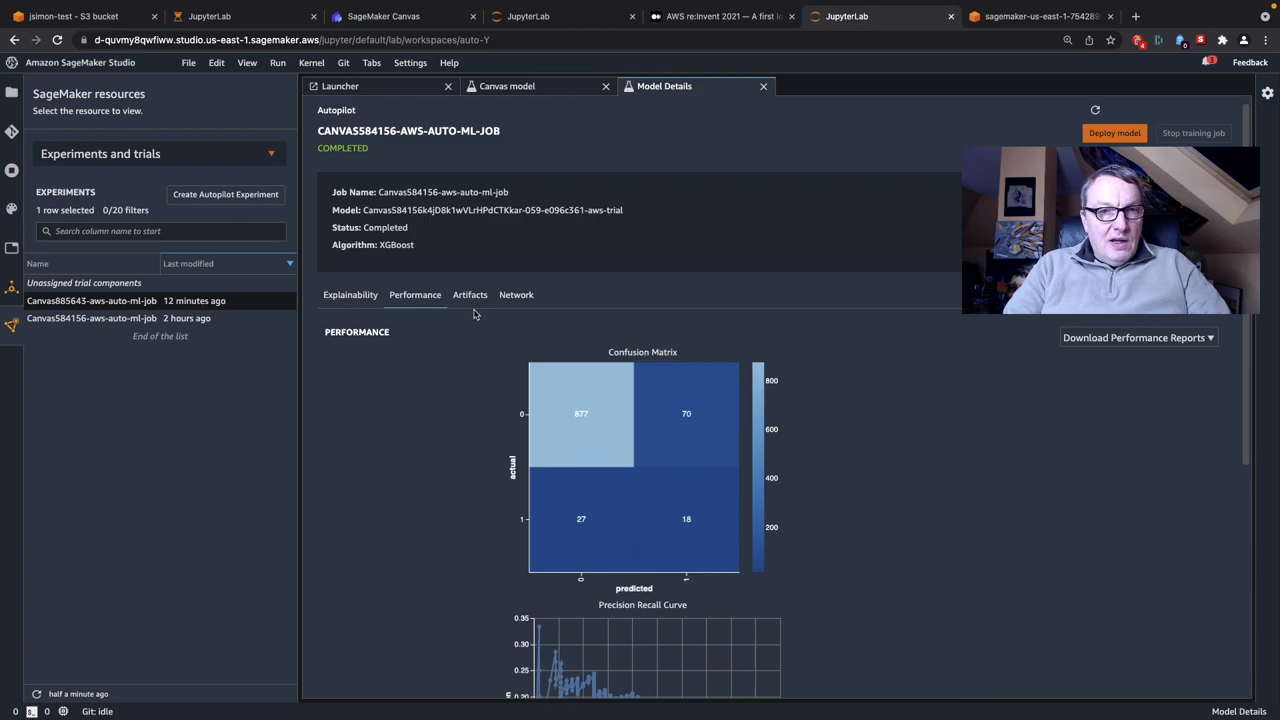 jsimon-test - S3 bucket
JupyterLab
SageMaker Canvas
JupyterLab
AWS re:Invent 2021 — A first lo
JupyterLab
sagemaker-us-east-1-754289
d-quvmy8qwfiww.studio.us-east-1.sagemaker.aws/jupyter/default/lab/workspaces/auto-Y
Amazon SageMaker Studio
File Edit View Run Kernel Git Tabs Settings Help
Feedback
SageMaker resources
Select the resource to view.
Experiments and trials
EXPERIMENTS
Create Autopilot Experiment
1 row selected 0/20 filters
Search column name to start
Name
Last modified
Unassigned trial components
Canvas885643-aws-auto-ml-job 12 minutes ago
Canvas584156-aws-auto-ml-job 2 hours ago
End of the list
half a minute ago
Launcher
Canvas model
Model Details
Autopilot
CANVAS584156-AWS-AUTO-ML-JOB
COMPLETED
Deploy model
Stop training job
Job Name: Canvas584156-aws-auto-ml-job
Model: Canvas584156k4jD8k1wVLrHPdCTKkar-059-e096c361-aws-trial
Status: Completed
Algorithm: XGBoost
Explainability Performance Artifacts Network
PERFORMANCE
Download Performance Reports
Confusion Matrix
877
70
27
18
0
1
actual
0
1
predicted
800
600
400
200
Precision Recall Curve
0.35
0.30
0.25
0.20
0
0
Git: idle
Model Details